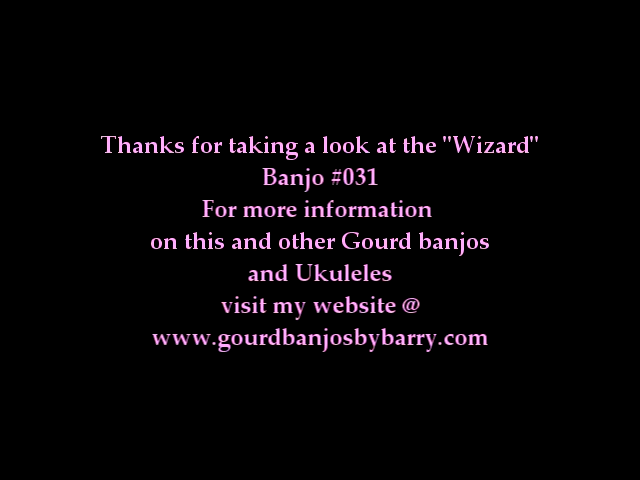 Thanks for taking a look at the "Wizard"
Banjo #031
For more information
on this and other Gourd banjos
and Ukuleles
visit my website @
www.gourdbanjosbybarry.com